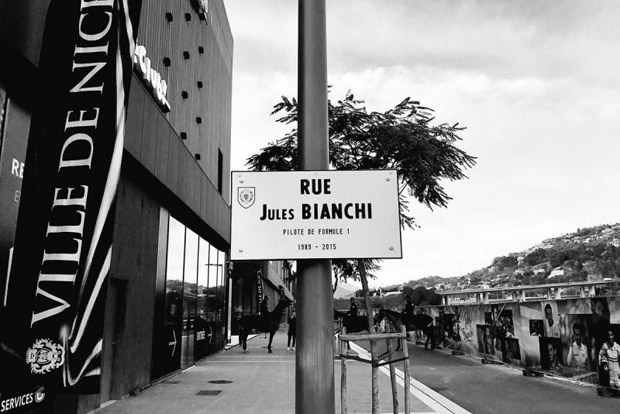 VILLE DE NICE
RUE
JULES BIANCHI
PILOTE DE FORMULE 1
1989 - 2015
SERVICES